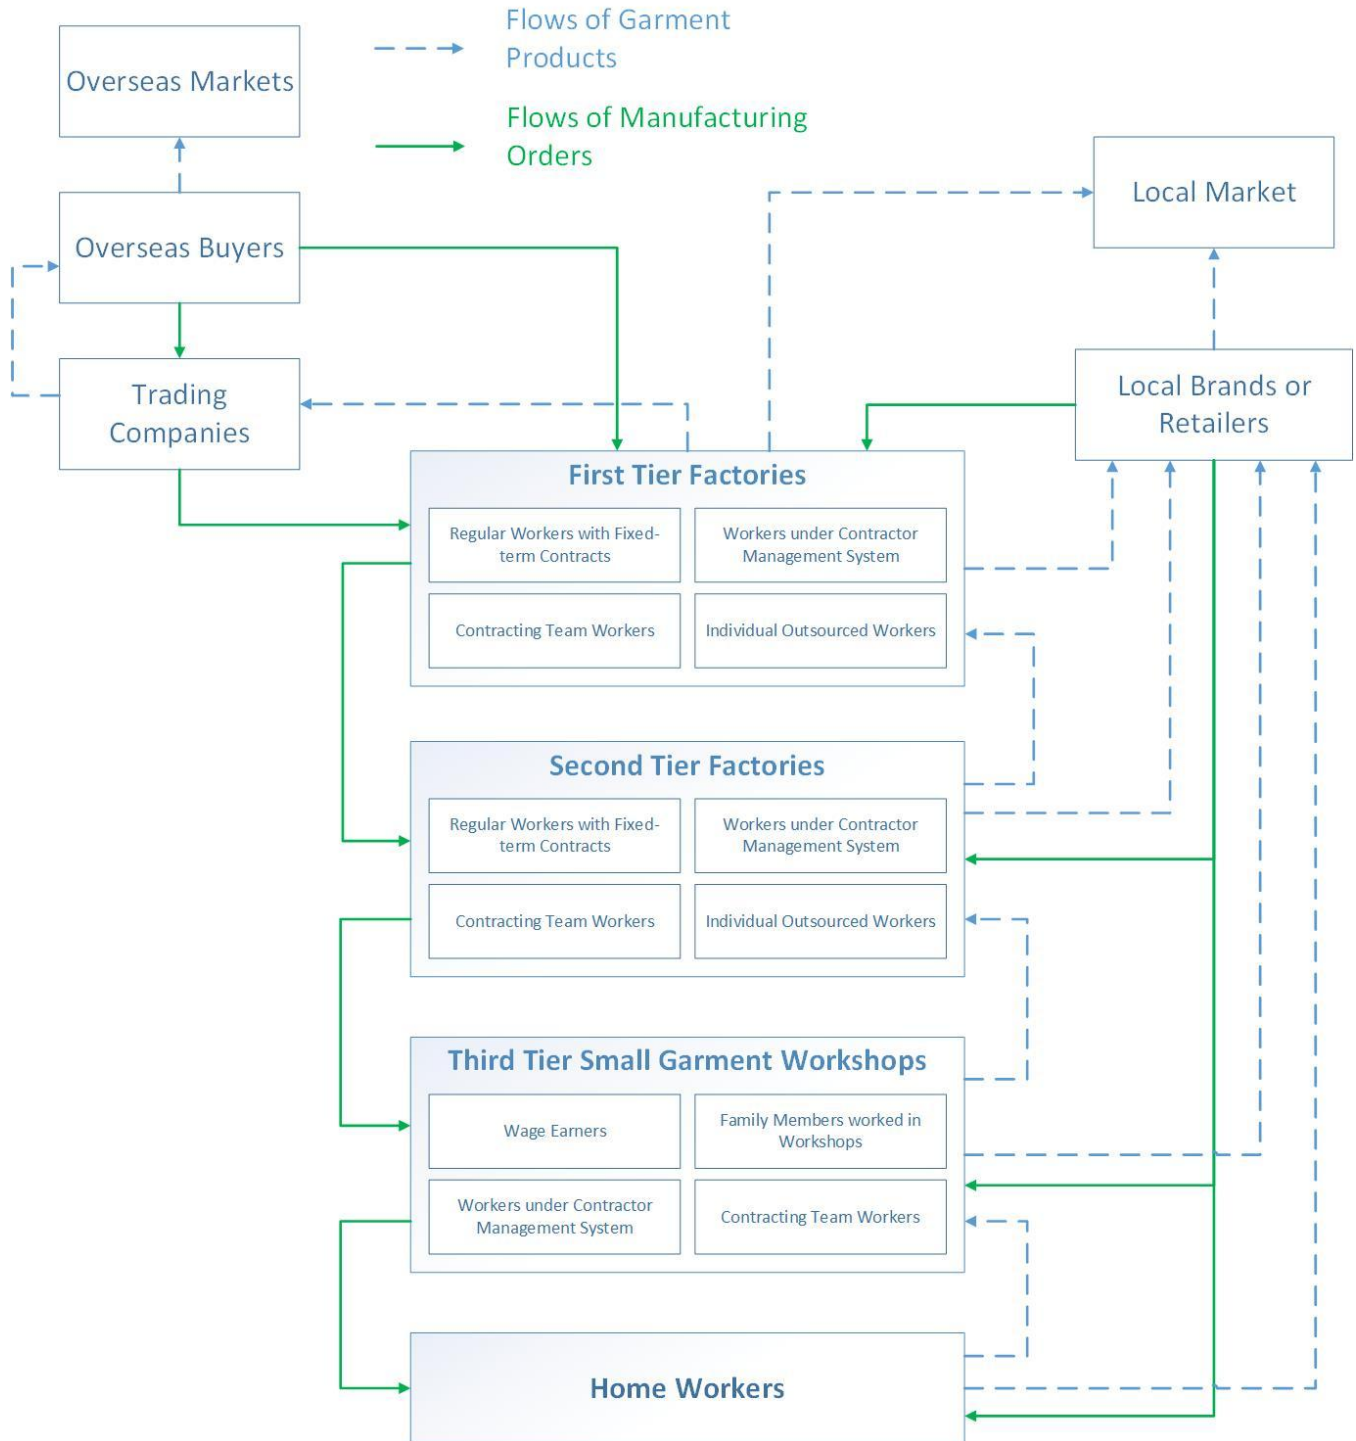 Flows of Garment
Products
Overseas Markets
Flows of Manufacturing
Orders
Local Market
Overseas Buyers
Trading
Companies
Local Brands or
Retailers
First Tier Factories
Regular Workers with Fixed-
term Contracts
Workers under Contractor
Management System
Contracting Team Workers
Individual Outsourced Workers
Second Tier Factories
Regular Workers with Fixed-
term Contracts
Workers under Contractor
Management System
Contracting Team Workers
Individual Outsourced Workers
Third Tier Small Garment Workshops
Wage Earners
Family Members worked in
Workshops
Workers under Contractor
Management System
Contracting Team Workers
Home Workers